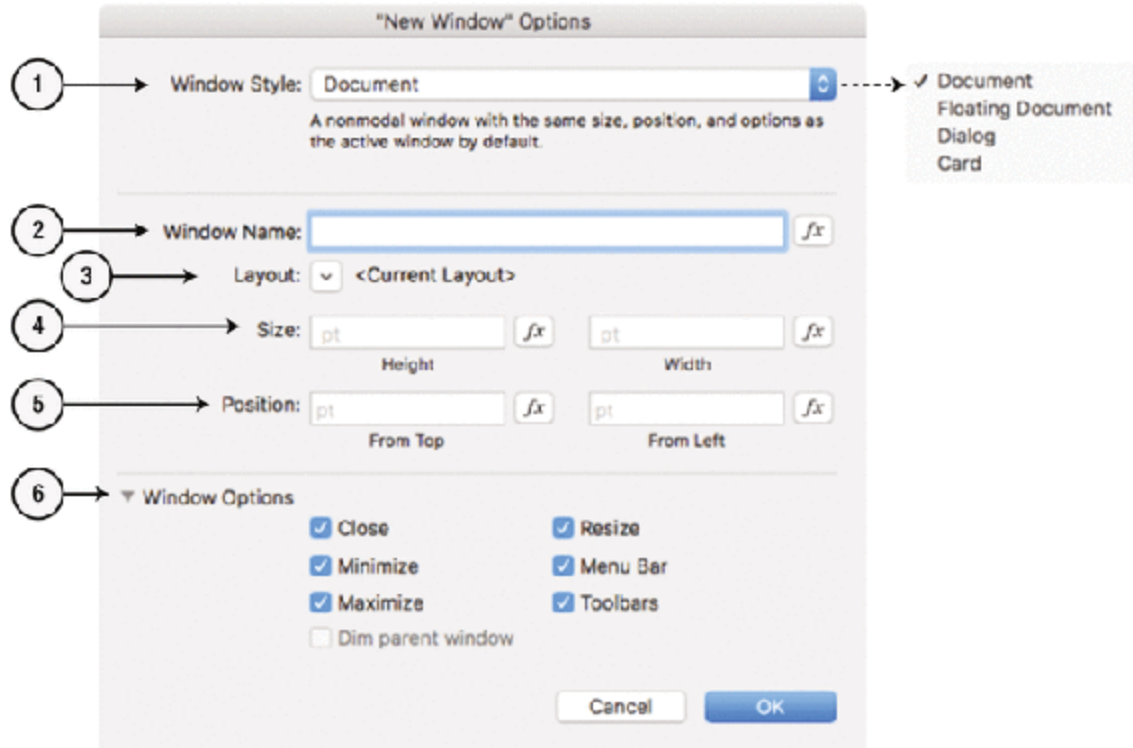 "New Window" Options
1 Window Style: Document ✓ Document
A nonmodal window with the same size, position, and options as Floating Document
the active window by default. Dialog
Card
2 Window Name: fx
3 Layout: <Current Layout>
4 Size: pt fx pt fx
Height Width
5 Position: pt fx pt fx
From Top From Left
6 Window Options
Close Resize
Minimize Menu Bar
Maximize Toolbars
Dim parent window
Cancel OK